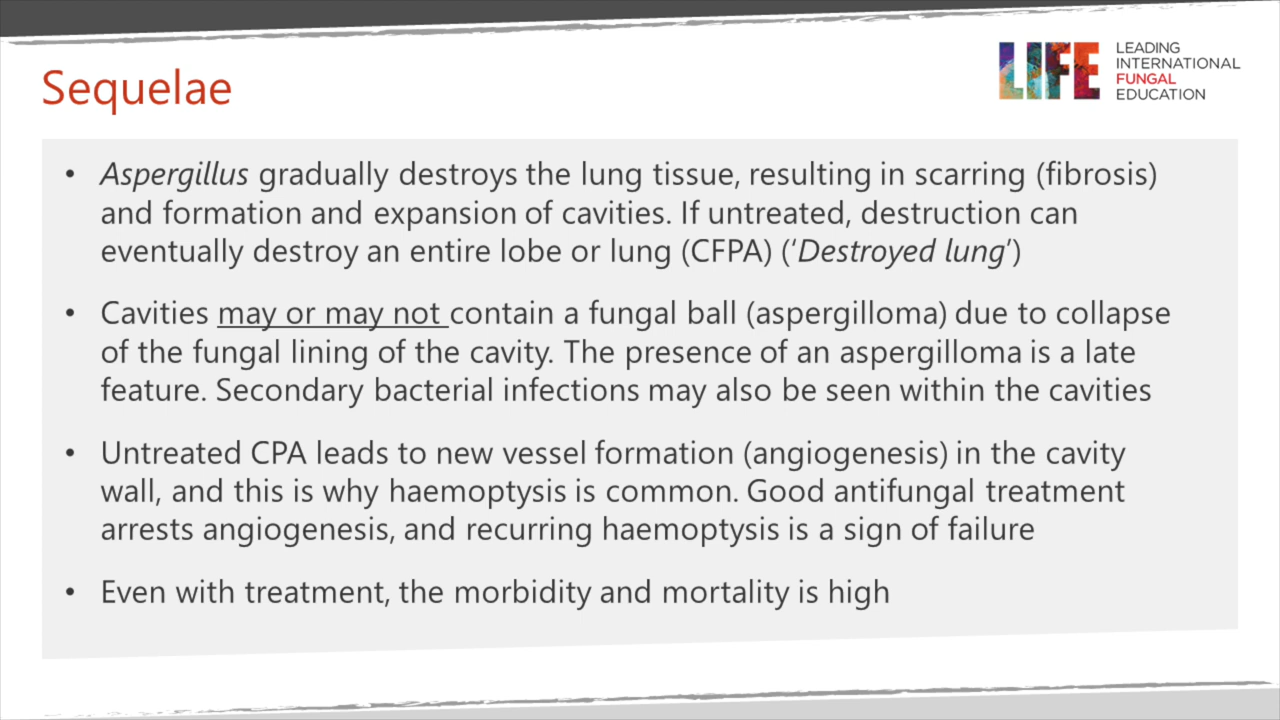 Sequelae
LIFE
LEADING
INTERNATIONAL
FUNGAL
EDUCATION
• Aspergillus gradually destroys the lung tissue, resulting in scarring (fibrosis)
and formation and expansion of cavities. If untreated, destruction can
eventually destroy an entire lobe or lung (CFPA) (‘Destroyed lung’)
• Cavities may or may not contain a fungal ball (aspergilloma) due to collapse
of the fungal lining of the cavity. The presence of an aspergilloma is a late
feature. Secondary bacterial infections may also be seen within the cavities
• Untreated CPA leads to new vessel formation (angiogenesis) in the cavity
wall, and this is why haemoptysis is common. Good antifungal treatment
arrests angiogenesis, and recurring haemoptysis is a sign of failure
• Even with treatment, the morbidity and mortality is high